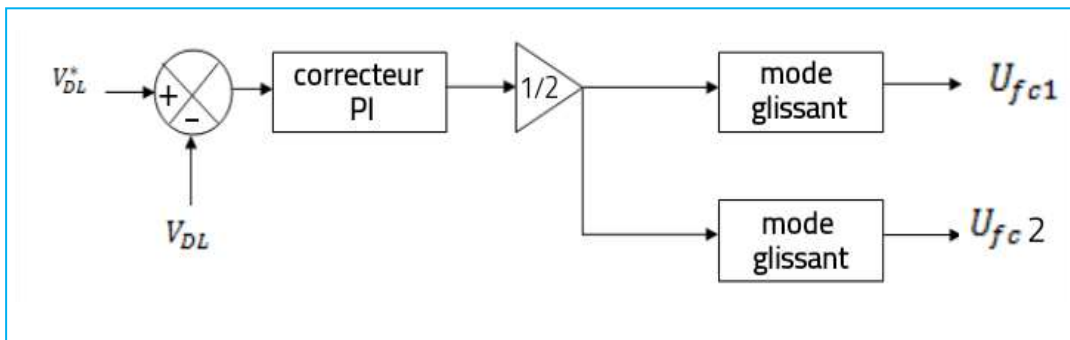 V*DL
+
-
VDL
correcteur
PI
1/2
mode
glissant
Ufc1
mode
glissant
Ufc 2